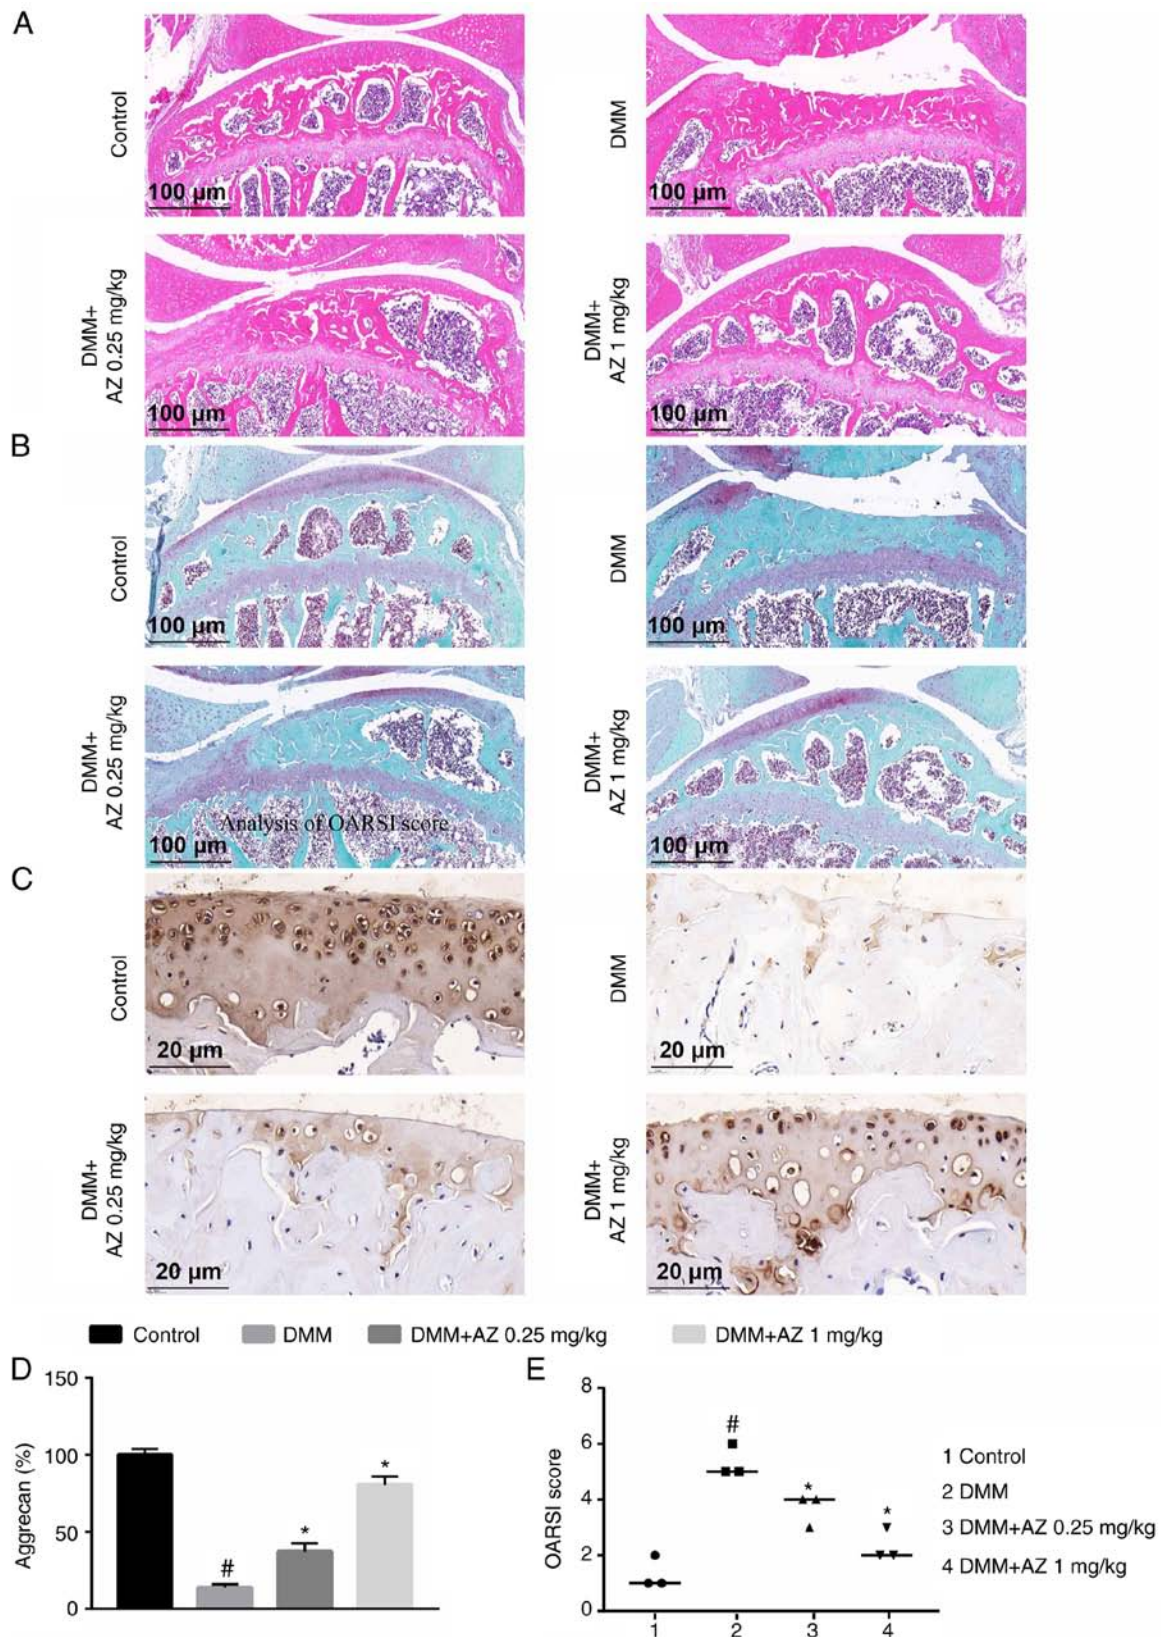 A
Control
100 µm
DMM
100 µm
DMM+
AZ 0.25 mg/kg
100 µm
DMM+
AZ 1 mg/kg
100 µm
B
Control
100 µm
DMM
100 µm
DMM+
AZ 0.25 mg/kg
Analysis of OARSI score
100 µm
DMM+
AZ 1 mg/kg
100 µm
C
Control
20 µm
DMM
20 µm
DMM+
AZ 0.25 mg/kg
20 µm
DMM+
AZ 1 mg/kg
20 µm
Control DMM DMM+AZ 0.25 mg/kg DMM+AZ 1 mg/kg
D
Aggrecan (%)
150
100
50
0
#
*
*
E
OARSI score
8
6
4
2
0
#
*
*
1 2 3 4
1 Control
2 DMM
3 DMM+AZ 0.25 mg/kg
4 DMM+AZ 1 mg/kg